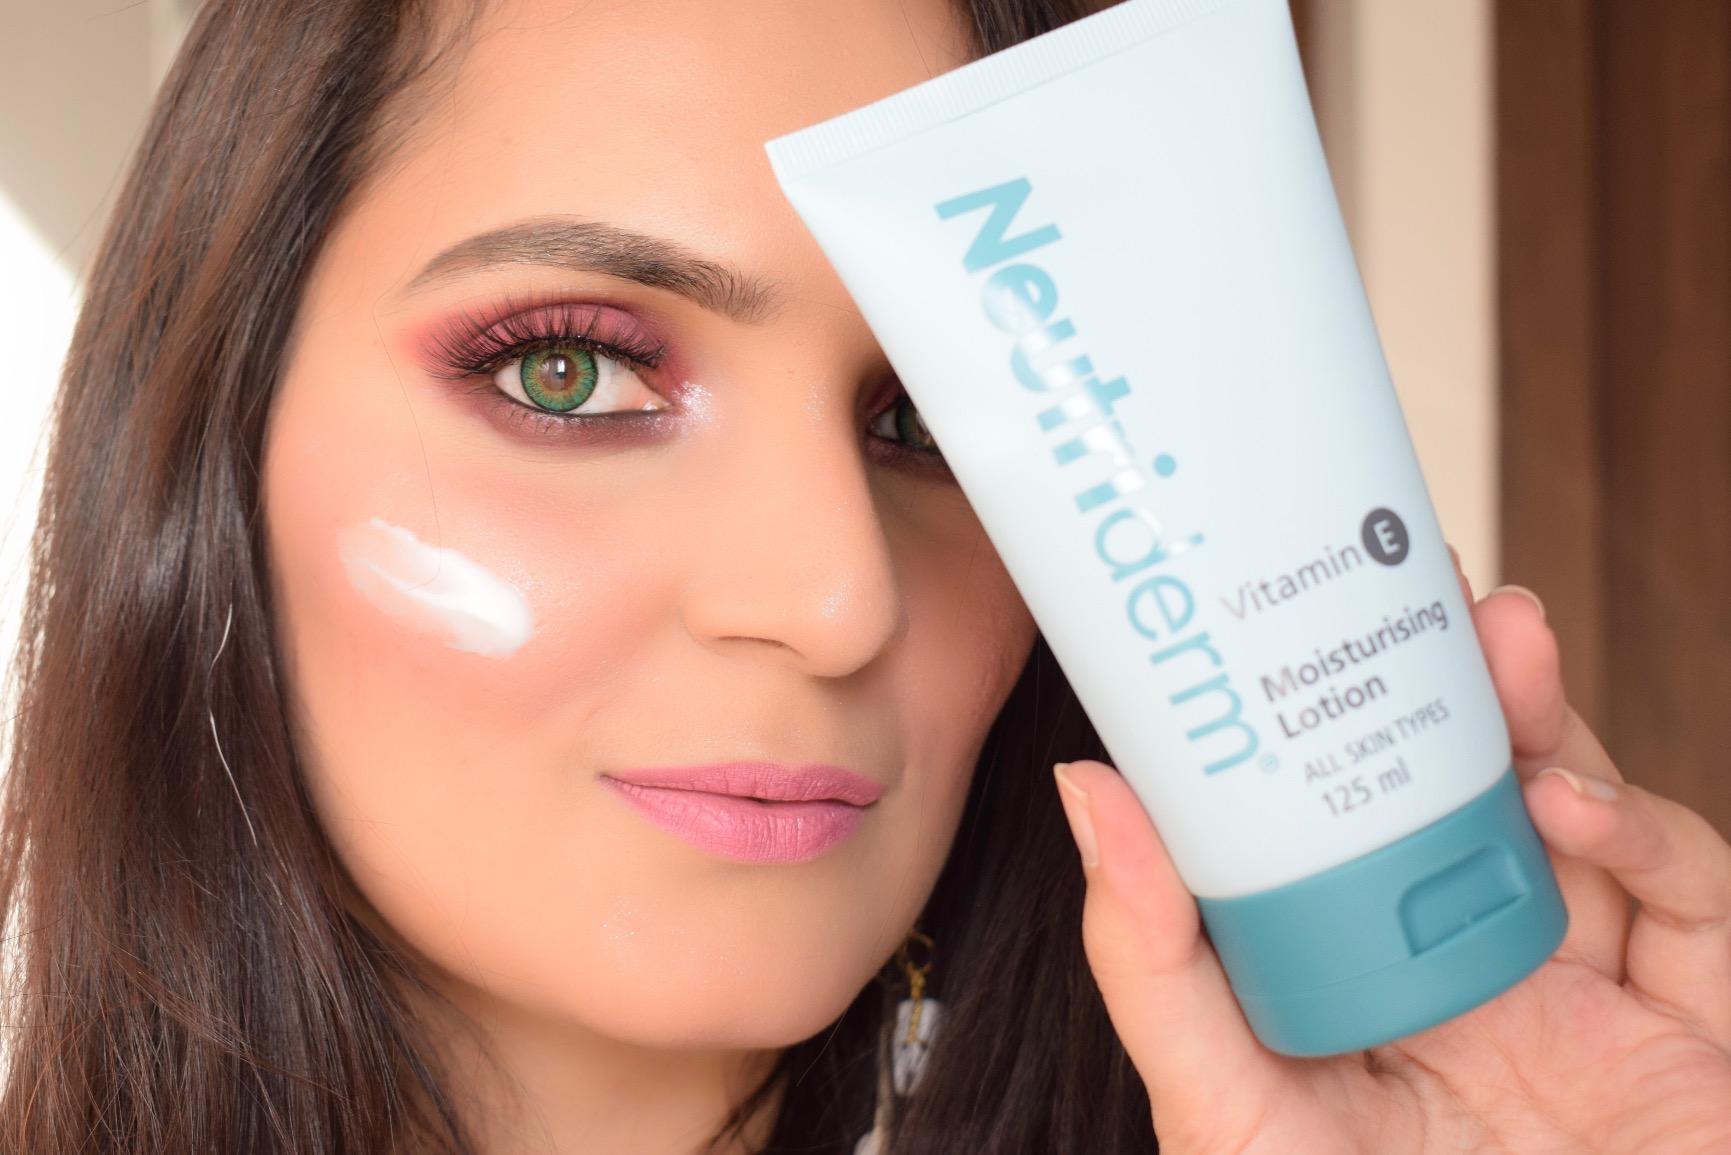 Neutriderm®
Vitamin E
Moisturising
Lotion
ALL SKIN TYPES
125 ml